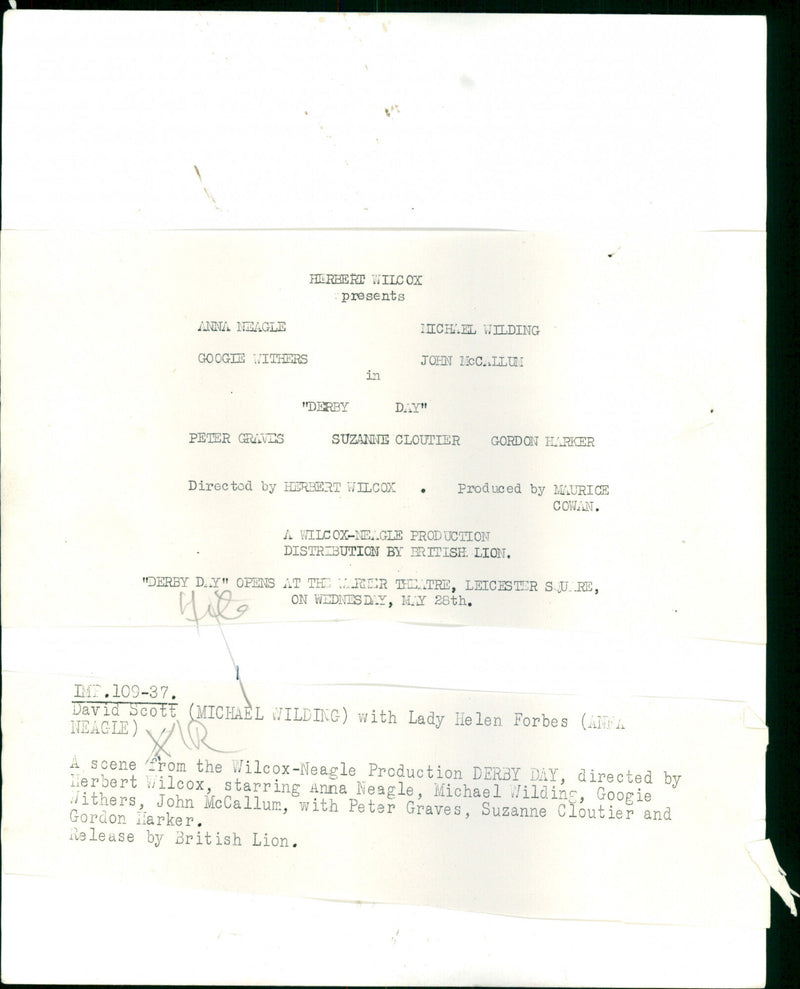 HERBERT WILCOX
presents
ANNA NEAGLE MICHAEL WILDING
GOOGIE WITHERS JOHN McCALLUM
in
"DERBY DAY"
PETER GRAVES SUZANNE CLOUTIER GORDON HARKER
Directed by HERBERT WILCOX . Produced by MAURICE
COWAN.
A WILCOX-NEAGLE PRODUCTION
DISTRIBUTION BY BRITISH LION.
"DERBY DAY" OPENS AT THE WARNER THEATRE, LEICESTER SQUARE,
ON WEDNESDAY, MAY 28th.
File
109-37.
David Scott (MICHAEL WILDING) with Lady Helen Forbes (ANNA
NEAGLE)
A scene from the Wilcox-Neagle Production DERBY DAY, directed by
Herbert Wilcox, starring Anna Neagle, Michael Wilding, Googie
Withers, John McCallum, with Peter Graves, Suzanne Cloutier and
Gordon Harker.
Release by British Lion.